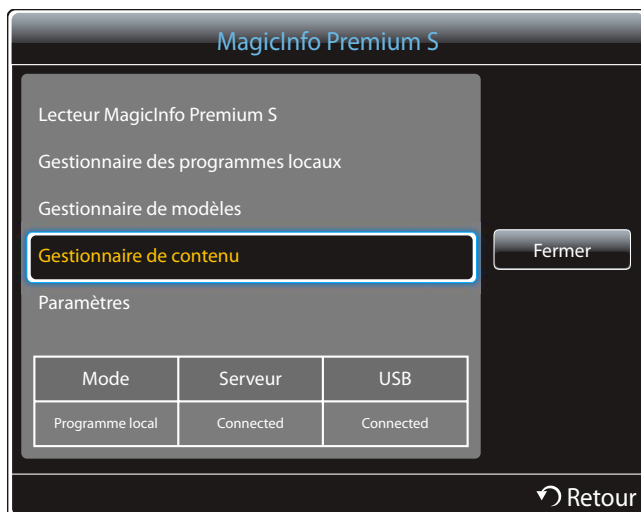 MagicInfo Premium S
Lecteur MagicInfo Premium S
Gestionnaire des programmes locaux
Gestionnaire de modèles
Gestionnaire de contenu
Fermer
Paramètres
Mode Serveur USB
Programme local Connected Connected
Retour